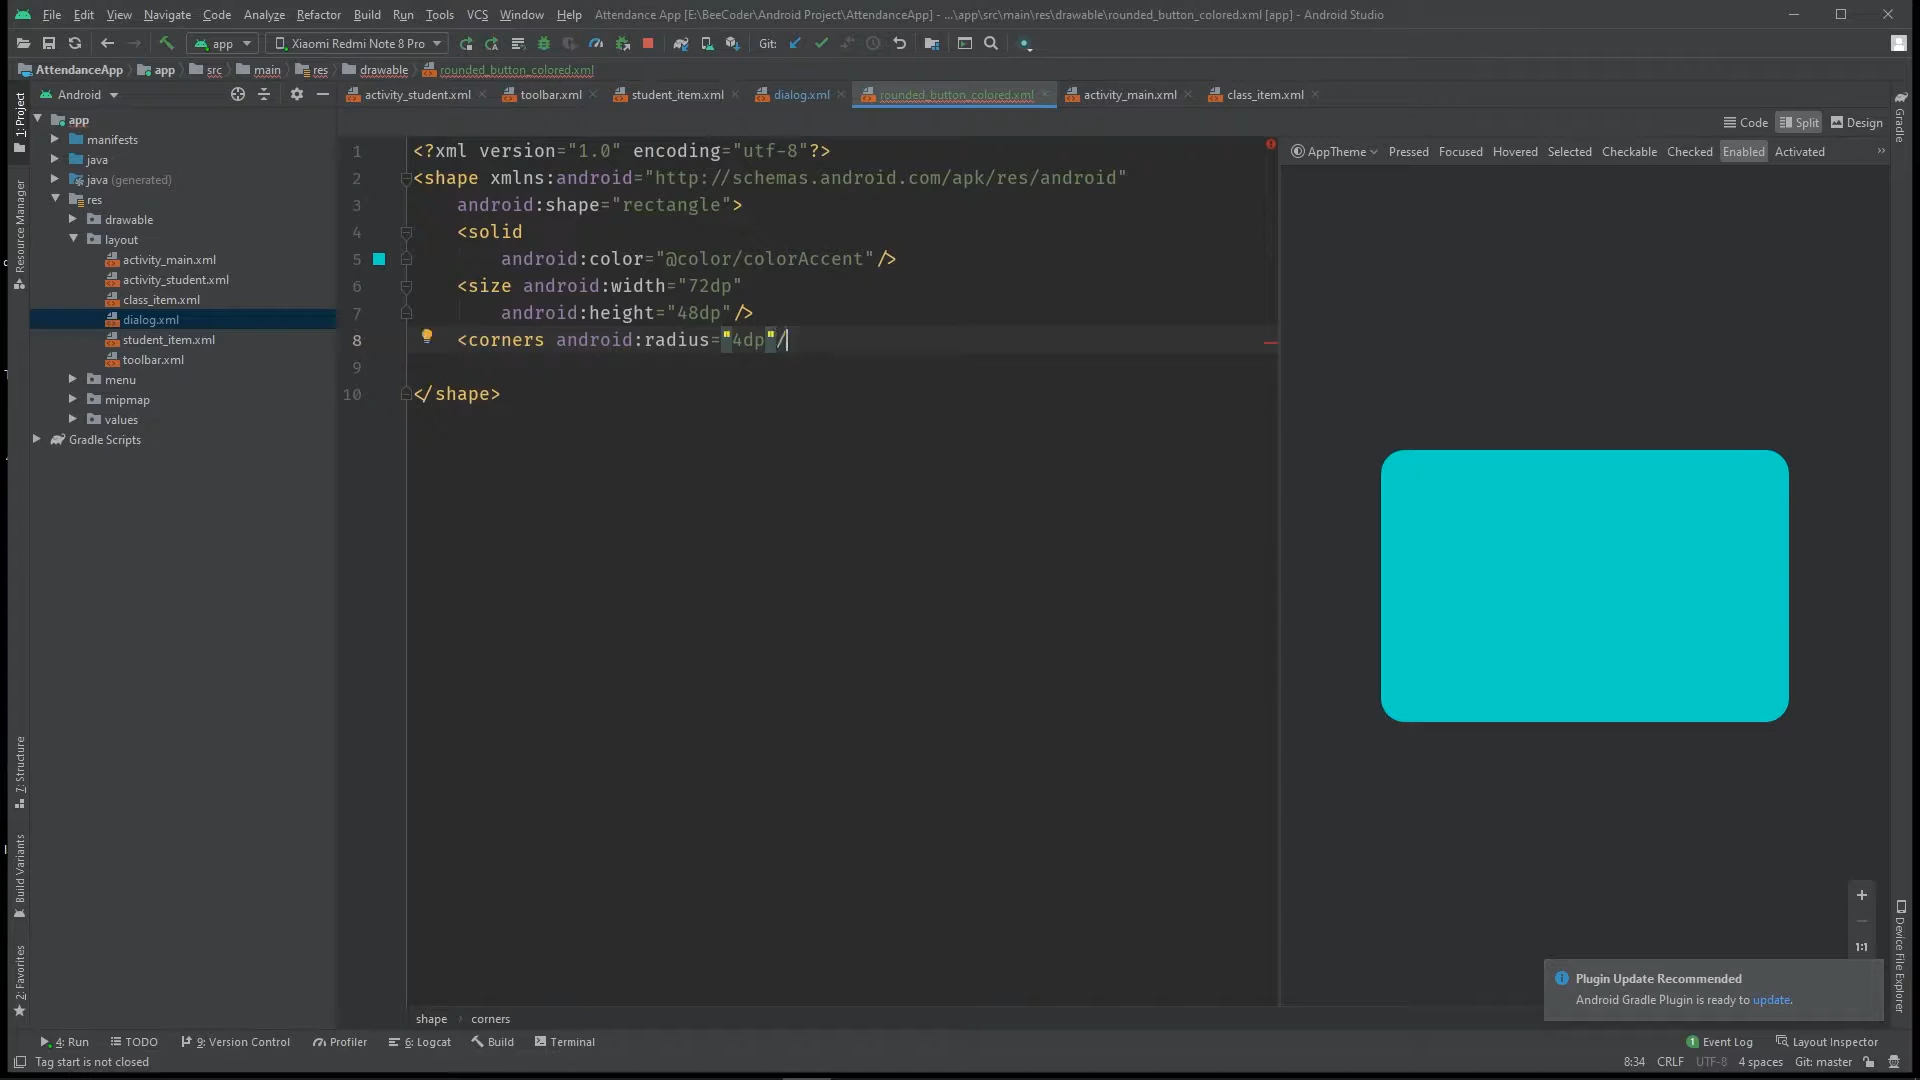 File Edit View Navigate Code Analyze Refactor Build Run Tools VCS Window Help Attendance App [E:\BeeCoder\Android Project\AttendanceApp] - ...\app\src\main\res\drawable\rounded_button_colored.xml [app] - Android Studio
app Xiaomi Redmi Note 8 Pro Git:
AttendanceApp app src main res drawable rounded_button_colored.xml
Android activity_student.xml toolbar.xml student_item.xml dialog.xml rounded_button_colored.xml activity_main.xml class_item.xml
1: Project
Resource Manager
7: Structure
Build Variants
2: Favorites
app
manifests
java
java (generated)
res
drawable
layout
activity_main.xml
activity_student.xml
class_item.xml
dialog.xml
student_item.xml
toolbar.xml
menu
mipmap
values
Gradle Scripts
1 <?xml version="1.0" encoding="utf-8"?>
2 <shape xmlns:android="http://schemas.android.com/apk/res/android"
3 android:shape="rectangle">
4 <solid
5 android:color="@color/colorAccent"/>
6 <size android:width="72dp"
7 android:height="48dp"/>
8 <corners android:radius="4dp"/
9
10 </shape>
Code Split Design
AppTheme Pressed Focused Hovered Selected Checkable Checked Enabled Activated »
Gradle
Device File Explorer
+
−
1:1
Plugin Update Recommended
Android Gradle Plugin is ready to update.
shape › corners
4: Run TODO 9: Version Control Profiler 6: Logcat Build Terminal 1 Event Log Layout Inspector
Tag start is not closed 8:34 CRLF UTF-8 4 spaces Git: master